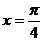 x = π/4